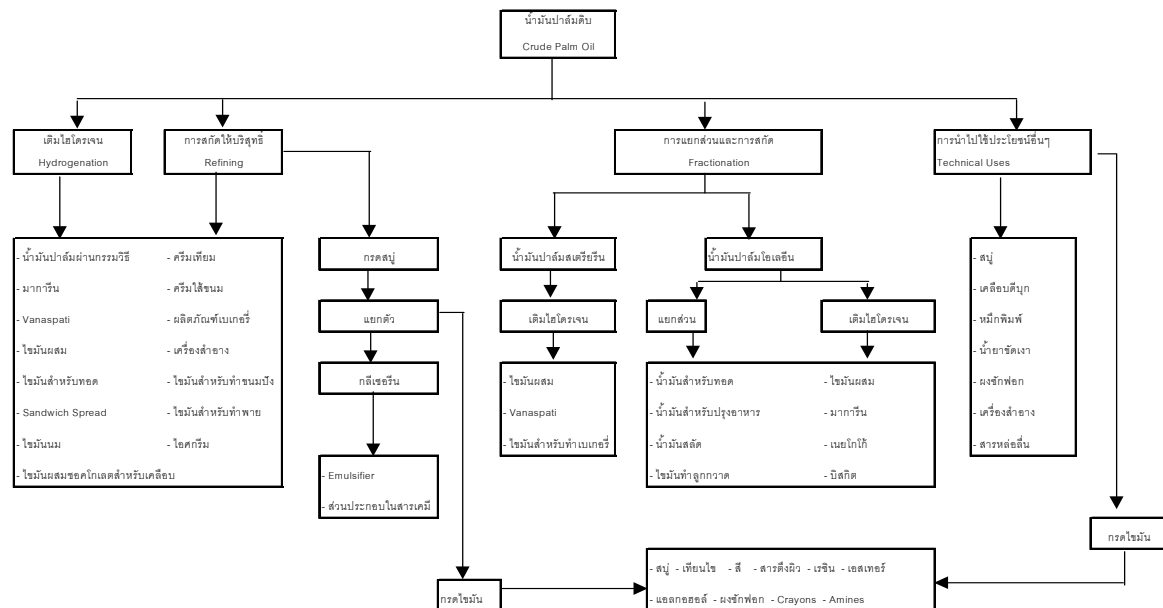 น้ำมันปาล์มดิบ
Crude Palm Oil
เติมไฮโดรเจน
Hydrogenation
การสกัดให้บริสุทธิ์
Refining
การแยกส่วนและการสกัด
Fractionation
การนำไปใช้ประโยชน์อื่นๆ
Technical Uses
- น้ำมันปาล์มผ่านกรรมวิธี - ครีมเทียม
- มาการีน - ครีมใส้ขนม
- Vanaspati - ผลิตภัณฑ์เบเกอรี่
- ไขมันผสม - เครื่องสำอาง
- ไขมันสำหรับทอด - ไขมันสำหรับทำขนมปัง
- Sandwich Spread - ไขมันสำหรับทำพาย
- ไขมันนม - ไอศกรีม
- ไขมันผสมชอคโกเลตสำหรับเคลือบ
กรดสบู่
แยกตัว
กลีเซอรีน
- Emulsifier
- ส่วนประกอบในสารเคมี
กรดไขมัน
น้ำมันปาล์มสเตรียรีน
เติมไฮโดรเจน
- ไขมันผสม
- Vanaspati
- ไขมันสำหรับทำเบเกอรี่
น้ำมันปาล์มโอเลอีน
แยกส่วน
เติมไฮโดรเจน
- น้ำมันสำหรับทอด - ไขมันผสม
- น้ำมันสำหรับปรุงอาหาร - มาการีน
- น้ำมันสลัด - เนยโกโก้
- ไขมันทำลูกกวาด - บิสกิต
- สบู่
- เคลือบดีบุก
- หมึกพิมพ์
- น้ำยาขัดเงา
- ผงซักฟอก
- เครื่องสำอาง
- สารหล่อลื่น
กรดไขมัน
- สบู่ - เทียนไข - สี - สารตึงผิว - เรซิน - เอสเทอร์
- แอลกอฮอล์ - ผงซักฟอก - Crayons - Amines